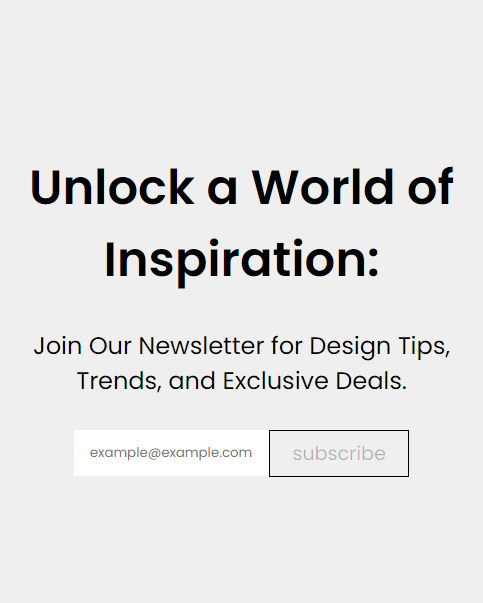 Unlock a World of
Inspiration:
Join Our Newsletter for Design Tips,
Trends, and Exclusive Deals.
example@example.com subscribe